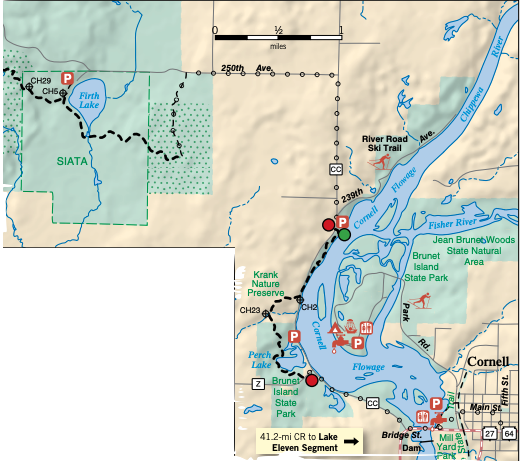 0 ½ 1
miles
250th Ave.
CH29
CH5
P
Firth
Lake
SIATA
River
Chippewa
River Road
Ski Trail
Ave.
CC
239th
Flowage
Cornell
P
Fisher River
Jean Brunet Woods
State Natural
Area
Brunet
Island
State Park
Krank
Nature
Preserve
CH2
CH23
Park
Rd.
Cornell
P
P
Perch
Lake
Flowage
Cornell
Z
Brunet
Island
State
Park
CC
P
Main St.
Fifth St.
27 64
Bridge St.
Dam
Mill
Yard
Park
41.2-mi CR to Lake
Eleven Segment